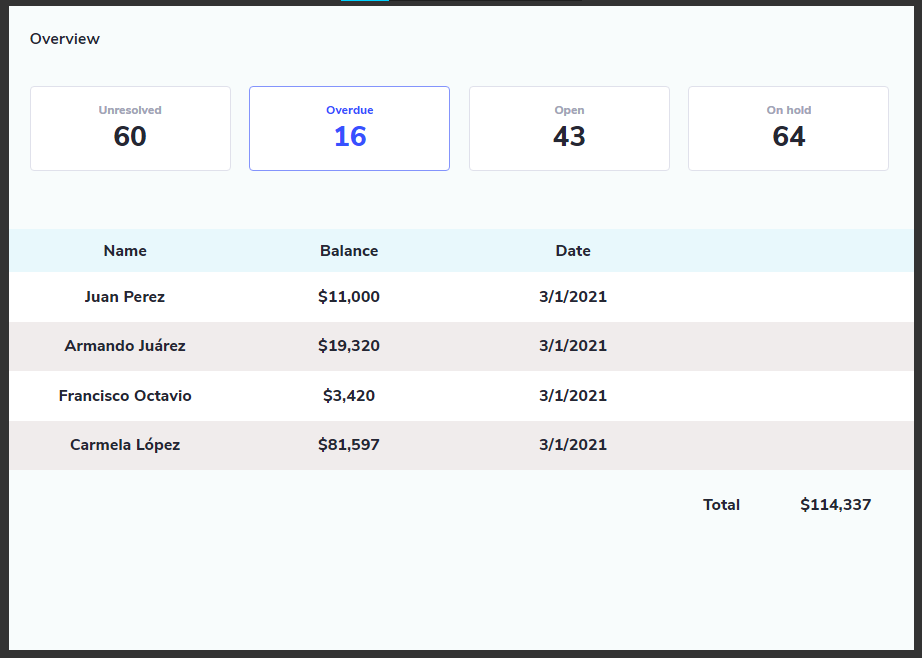 Overview
Unresolved Overdue Open On hold
60 16 43 64
Name Balance Date
Juan Perez $11,000 3/1/2021
Armando Juárez $19,320 3/1/2021
Francisco Octavio $3,420 3/1/2021
Carmela López $81,597 3/1/2021
Total $114,337